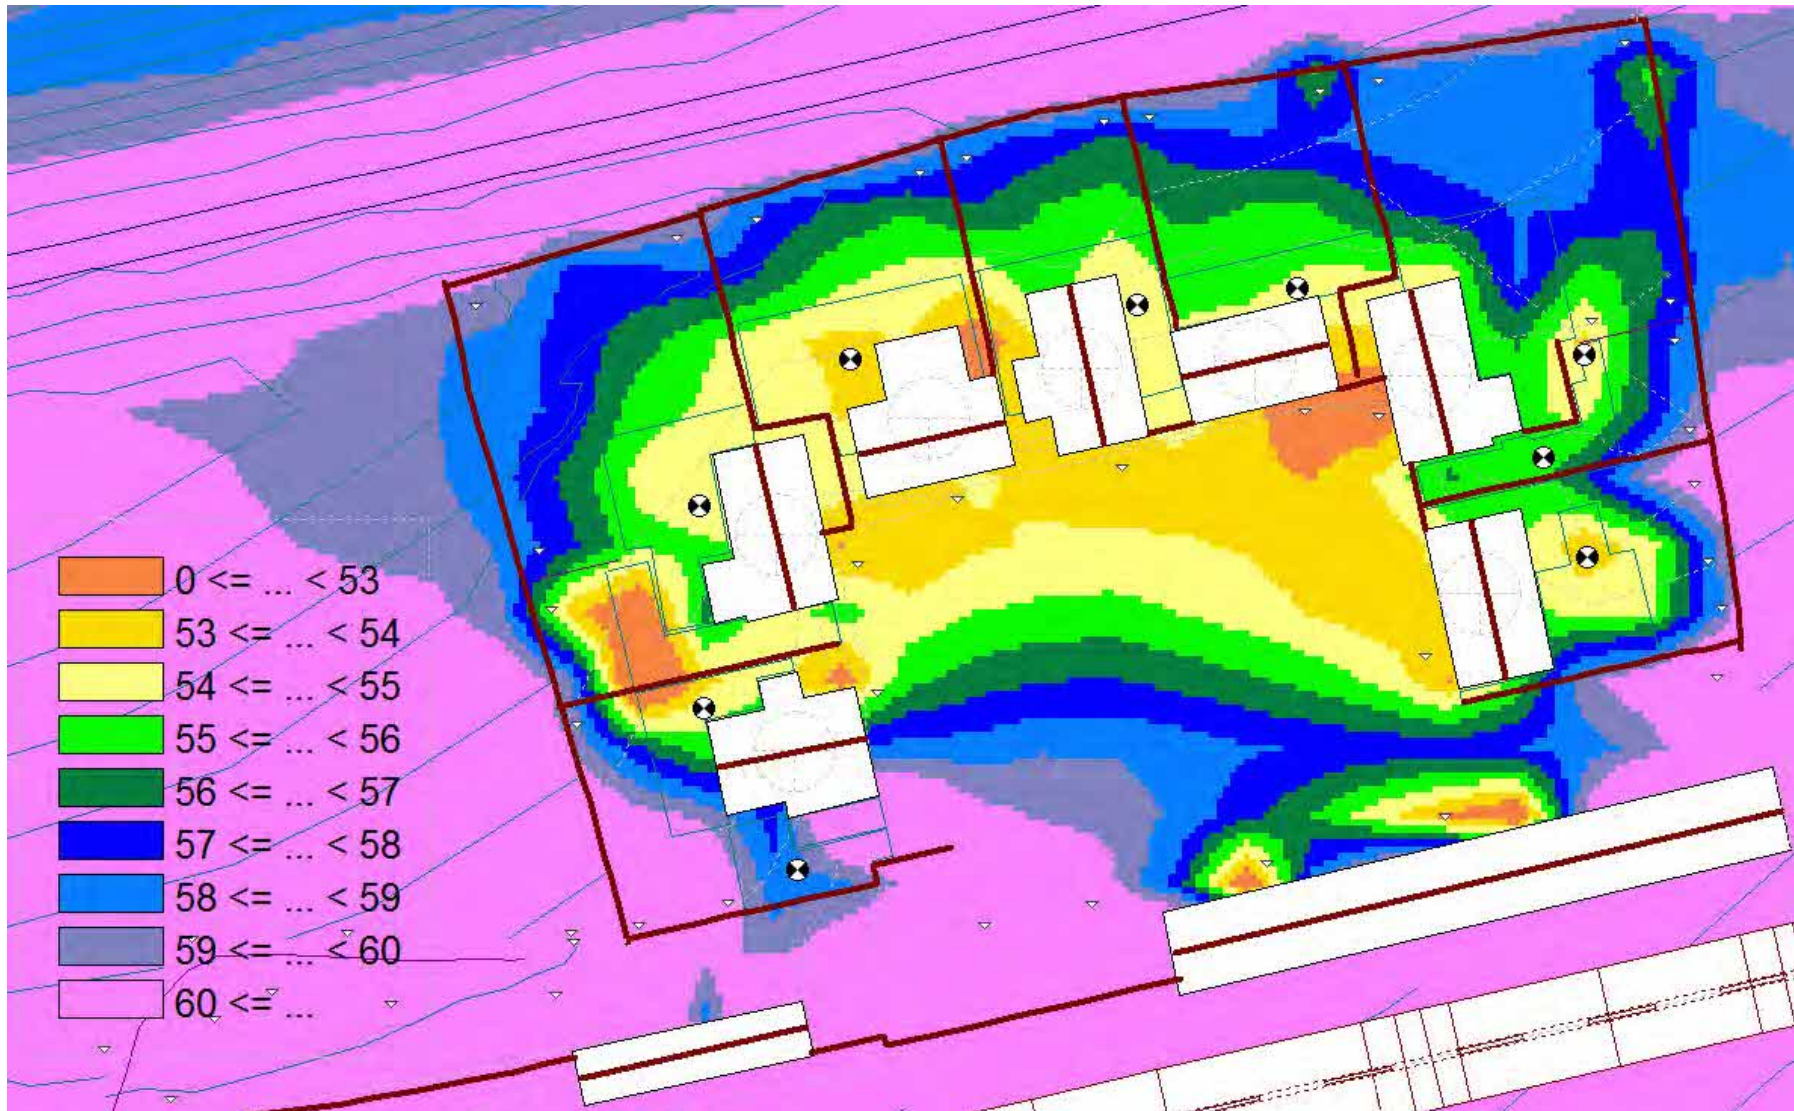 0 <= ... < 53
53 <= ... < 54
54 <= ... < 55
55 <= ... < 56
56 <= ... < 57
57 <= ... < 58
58 <= ... < 59
59 <= ... < 60
60 <= ...